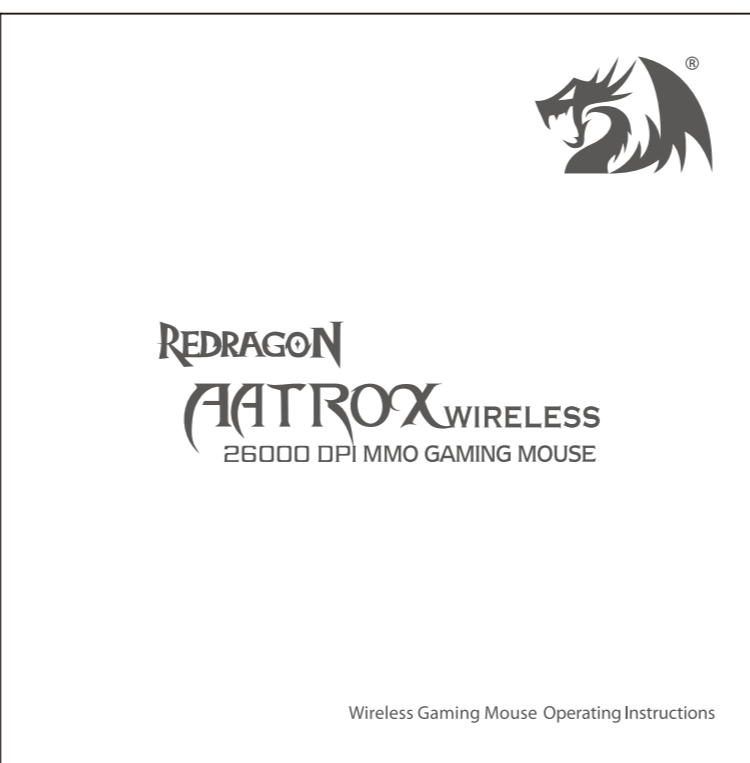 ®
REDRAGON
AATROX WIRELESS
26000 DPI MMO GAMING MOUSE
Wireless Gaming Mouse Operating Instructions